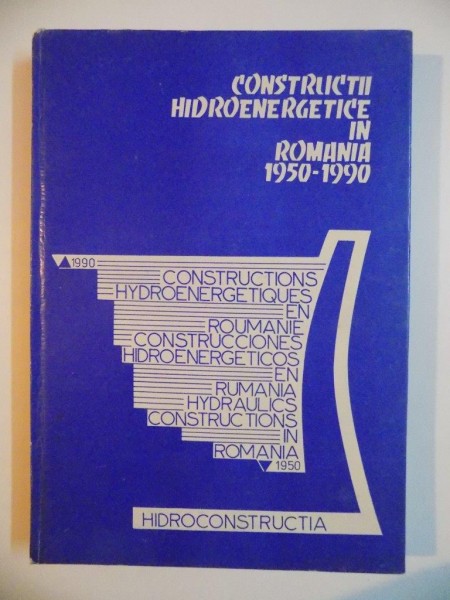 CONSTRUCTII
HIDROENERGETICE
IN
ROMANIA
1950-1990
1990
CONSTRUCTIONS
HYDROENERGETIQUES
EN
ROUMANIE
CONSTRUCCIONES
HIDROENERGETICOS
EN
RUMANIA
HYDRAULICS
CONSTRUCTIONS
IN
ROMANIA
1950
HIDROCONSTRUCTIA